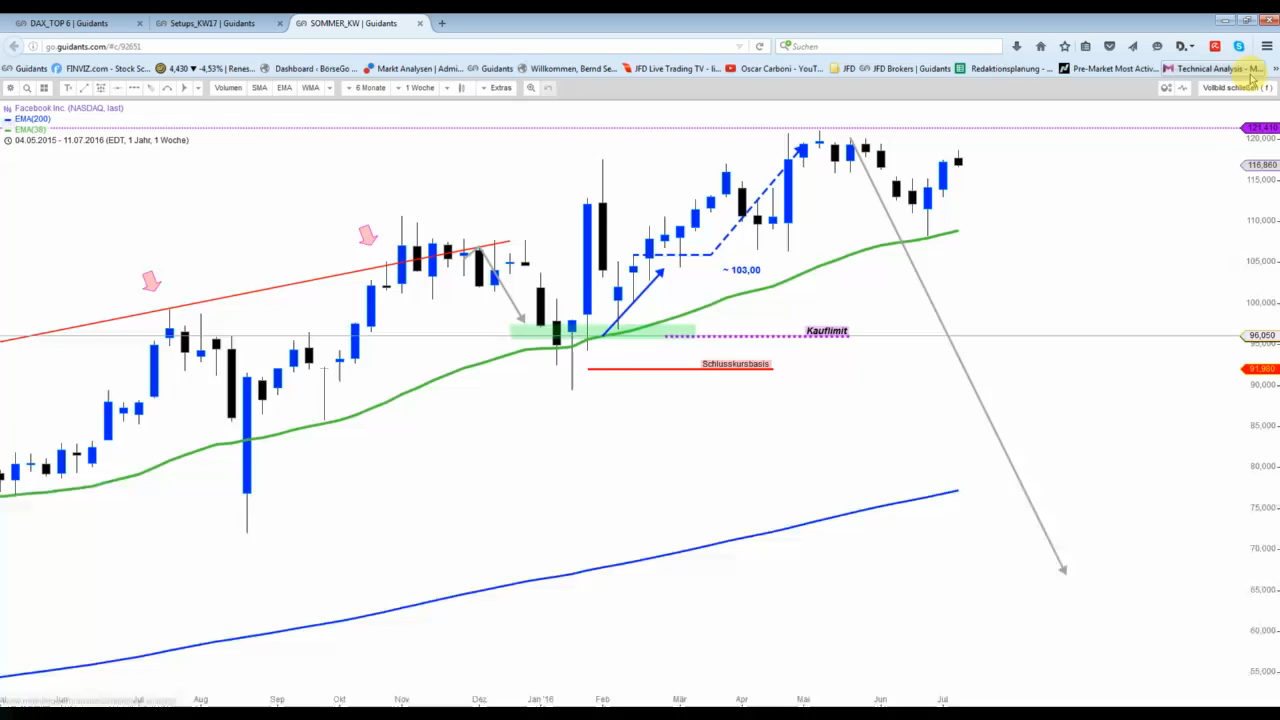 DAX_TOP 6 | Guidants
Setups_KW17 | Guidants
SOMMER_KW | Guidants
go.guidants.com/#c/92651
Suchen
Guidants
FINVIZ.com - Stock Sc...
4,430 ▼ -4,53% | Renes...
Dashboard - BörseGo ...
Markt Analysen | Admi...
Guidants
Willkommen, Bernd Se...
JFD Live Trading TV - li...
Oscar Carboni - YouT...
JFD
JFD Brokers | Guidants
Redaktionsplanung - ...
Pre-Market Most Activ...
Technical Analysis - M...
Volumen
SMA
EMA
WMA
6 Monate
1 Woche
Extras
Vollbild schließen ( f )
Facebook Inc. (NASDAQ, last)
EMA(200)
EMA(38)
04.05.2015 - 11.07.2016 (EDT, 1 Jahr, 1 Woche)
121,410
120,000
116,860
115,000
110,000
105,000
~ 103,00
100,000
Kauflimit
96,050
95,000
Schlusskursbasis
91,980
90,000
85,000
80,000
75,000
70,000
65,000
60,000
55,000
Jun
Jul
Aug
Sep
Okt
Nov
Dez
Jan '16
Feb
Mär
Apr
Mai
Jun
Jul